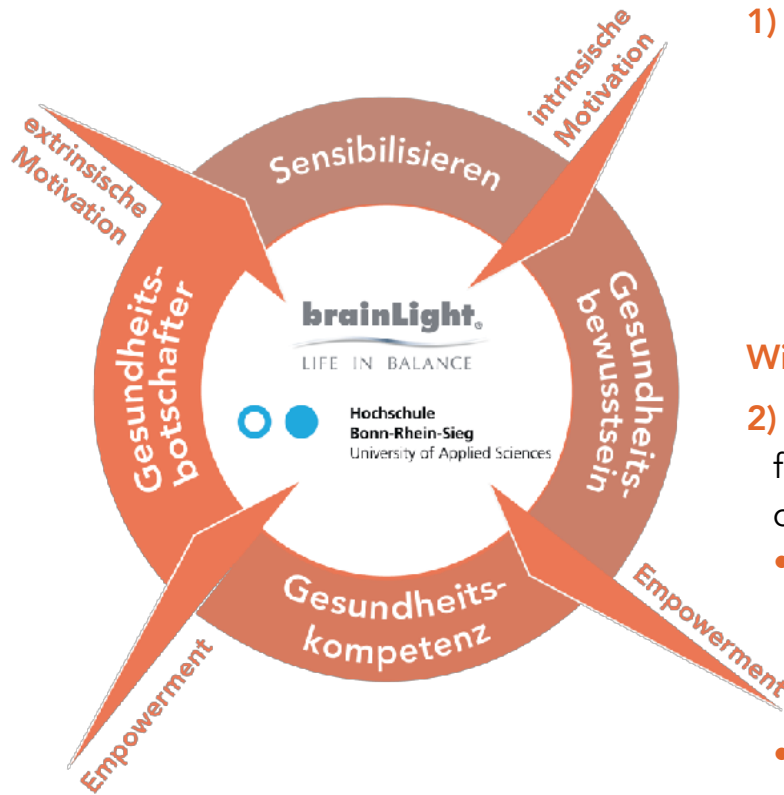 1)
extrinsische
Motivation
intrinsische
Motivation
Sensibilisieren
Gesundheits-
bewusstsein
Gesundheits-
botschafter
brainLight®
LIFE IN BALANCE
Hochschule
Bonn-Rhein-Sieg
University of Applied Sciences
Gesundheits-
kompetenz
Empowerment
Empowerment
2)